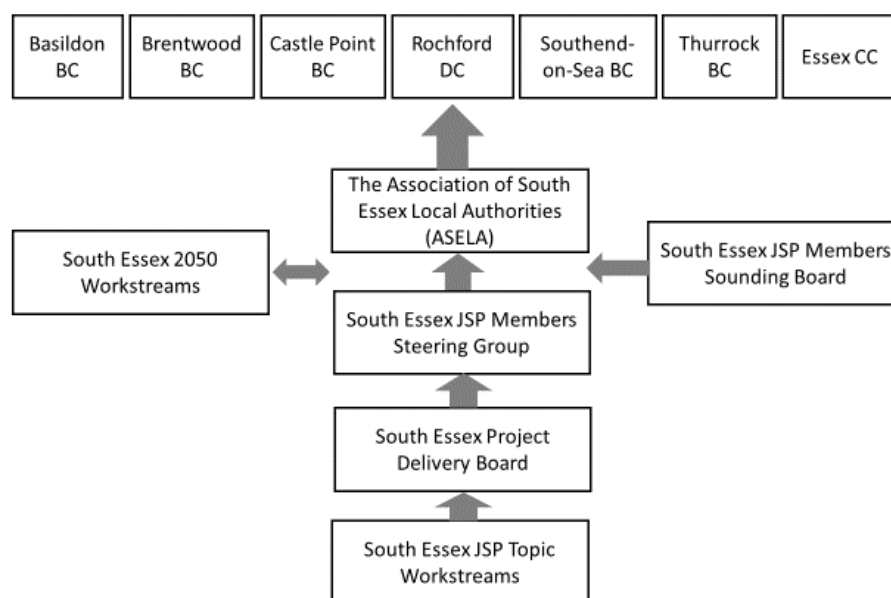 Basildon
BC
Brentwood
BC
Castle Point
BC
Rochford
DC
Southend-
on-Sea BC
Thurrock
BC
Essex CC
The Association of South
Essex Local Authorities
(ASELA)
South Essex 2050
Workstreams
South Essex JSP Members
Sounding Board
South Essex JSP Members
Steering Group
South Essex Project
Delivery Board
South Essex JSP Topic
Workstreams